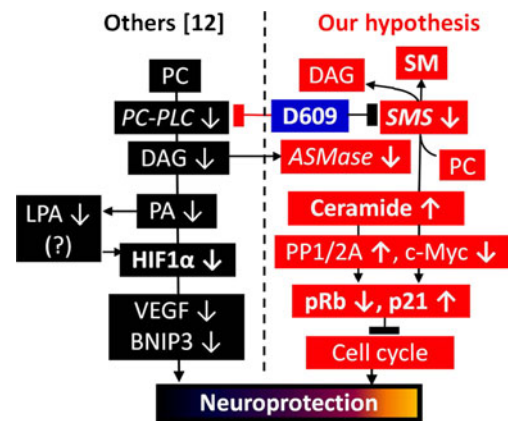 Others [12]
Our hypothesis
PC
DAG
SM
PC-PLC ↓
D609
SMS ↓
DAG ↓
ASMase ↓
PC
LPA ↓
(?)
PA ↓
Ceramide ↑
HIF1α ↓
PP1/2A ↑, c-Myc ↓
VEGF ↓
BNIP3 ↓
pRb ↓, p21 ↑
Cell cycle
Neuroprotection